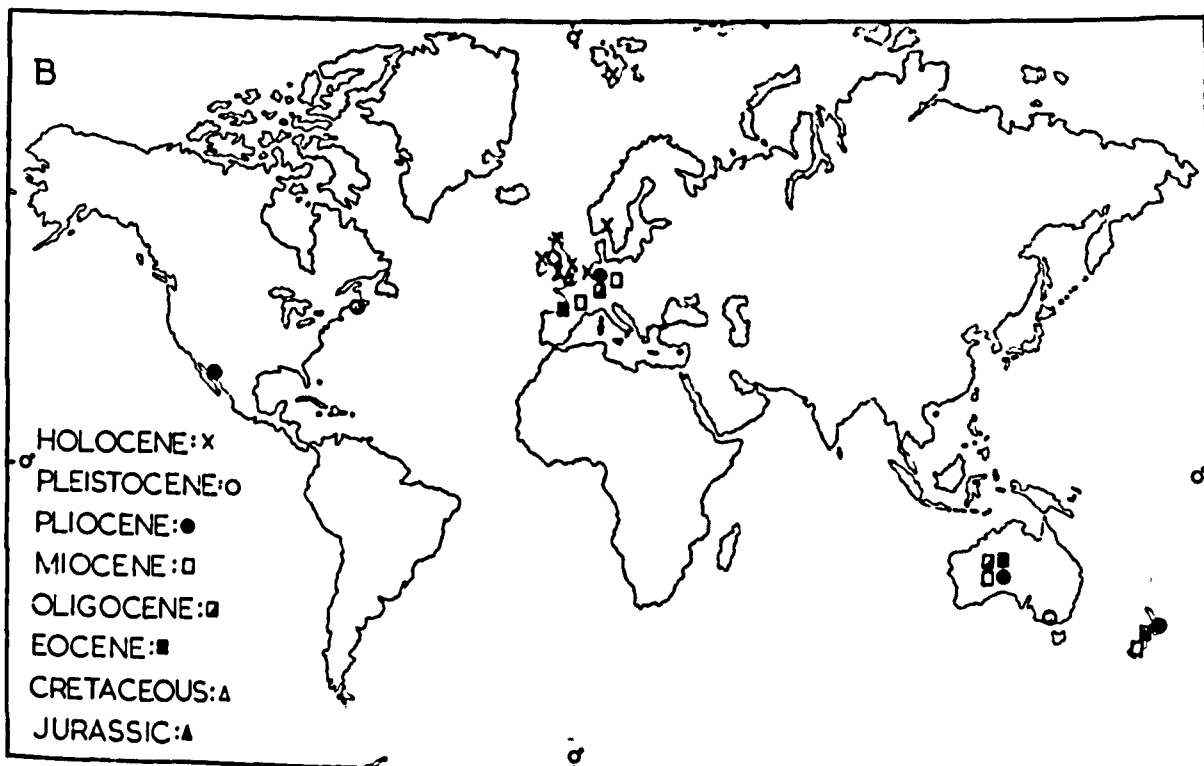 B
HOLOCENE: x
PLEISTOCENE: o
PLIOCENE: ●
MIOCENE: □
OLIGOCENE: ◪
EOCENE: ■
CRETACEOUS: △
JURASSIC: ▲